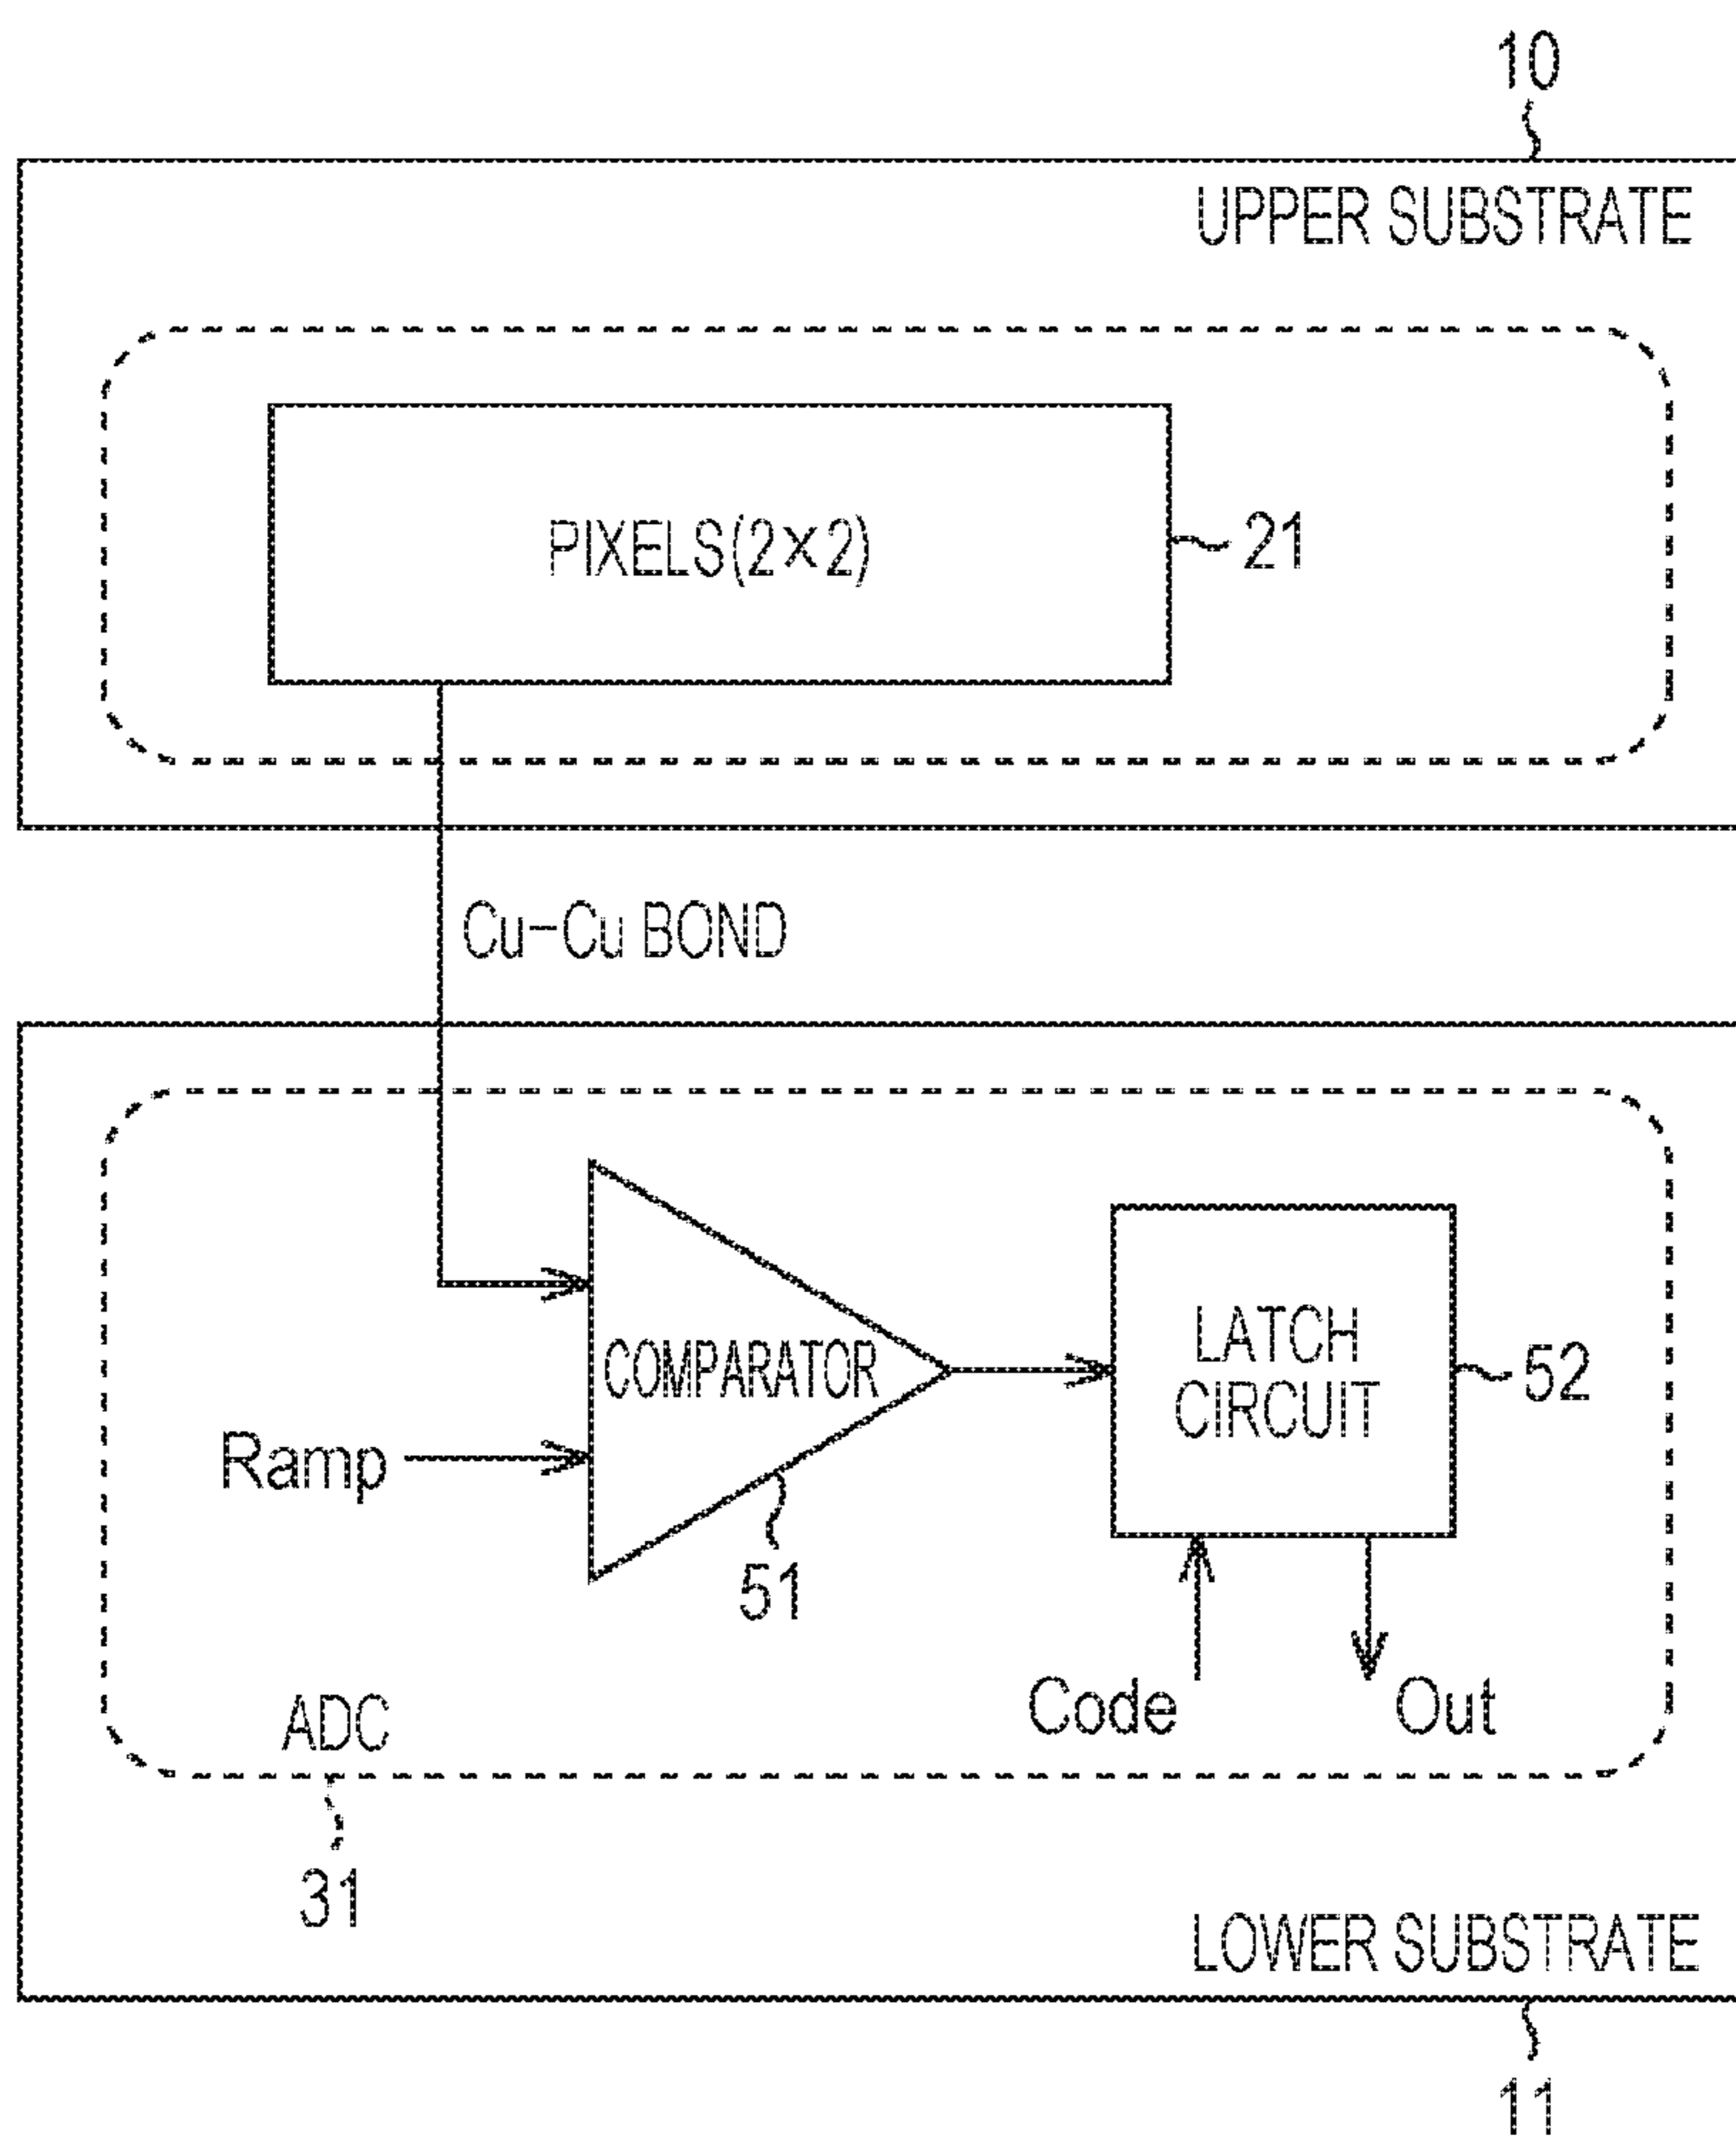 10
UPPER SUBSTRATE
PIXELS(2×2)
21
Cu-Cu BOND
COMPARATOR
LATCH
CIRCUIT
52
Ramp
51
Code
Out
ADC
31
LOWER SUBSTRATE
11